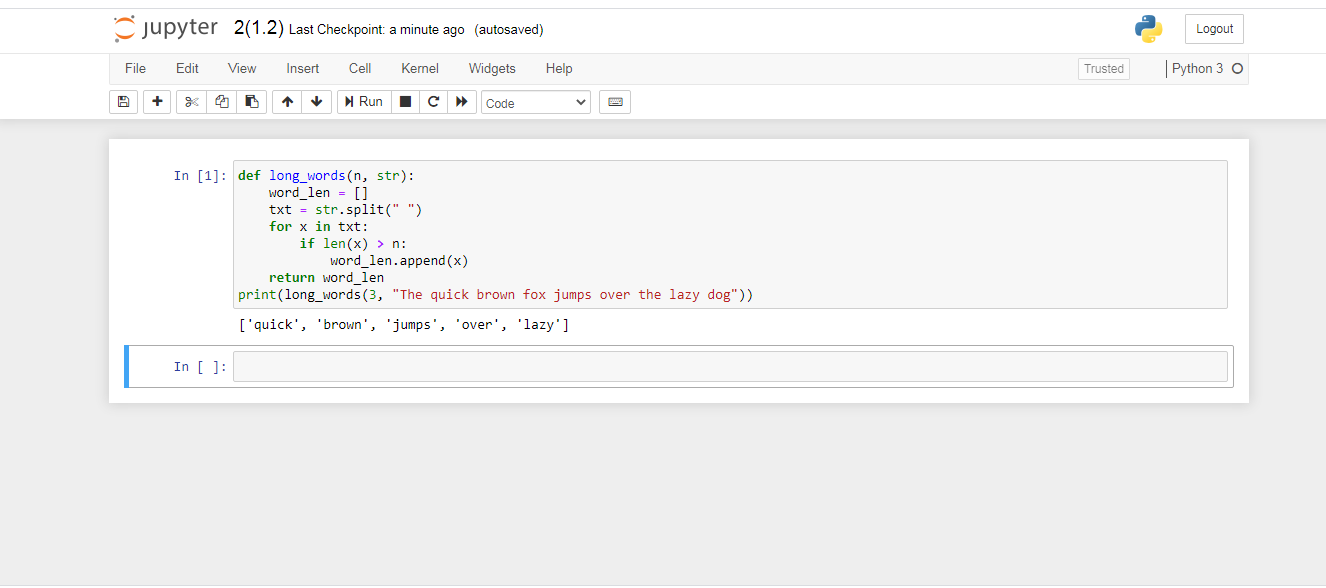 jupyter 2(1.2) Last Checkpoint: a minute ago (autosaved) Logout
File Edit View Insert Cell Kernel Widgets Help Trusted Python 3
Run Code
In [1]: def long_words(n, str):
    word_len = []
    txt = str.split(" ")
    for x in txt:
        if len(x) > n:
            word_len.append(x)
    return word_len
print(long_words(3, "The quick brown fox jumps over the lazy dog"))
['quick', 'brown', 'jumps', 'over', 'lazy']
In [ ]: